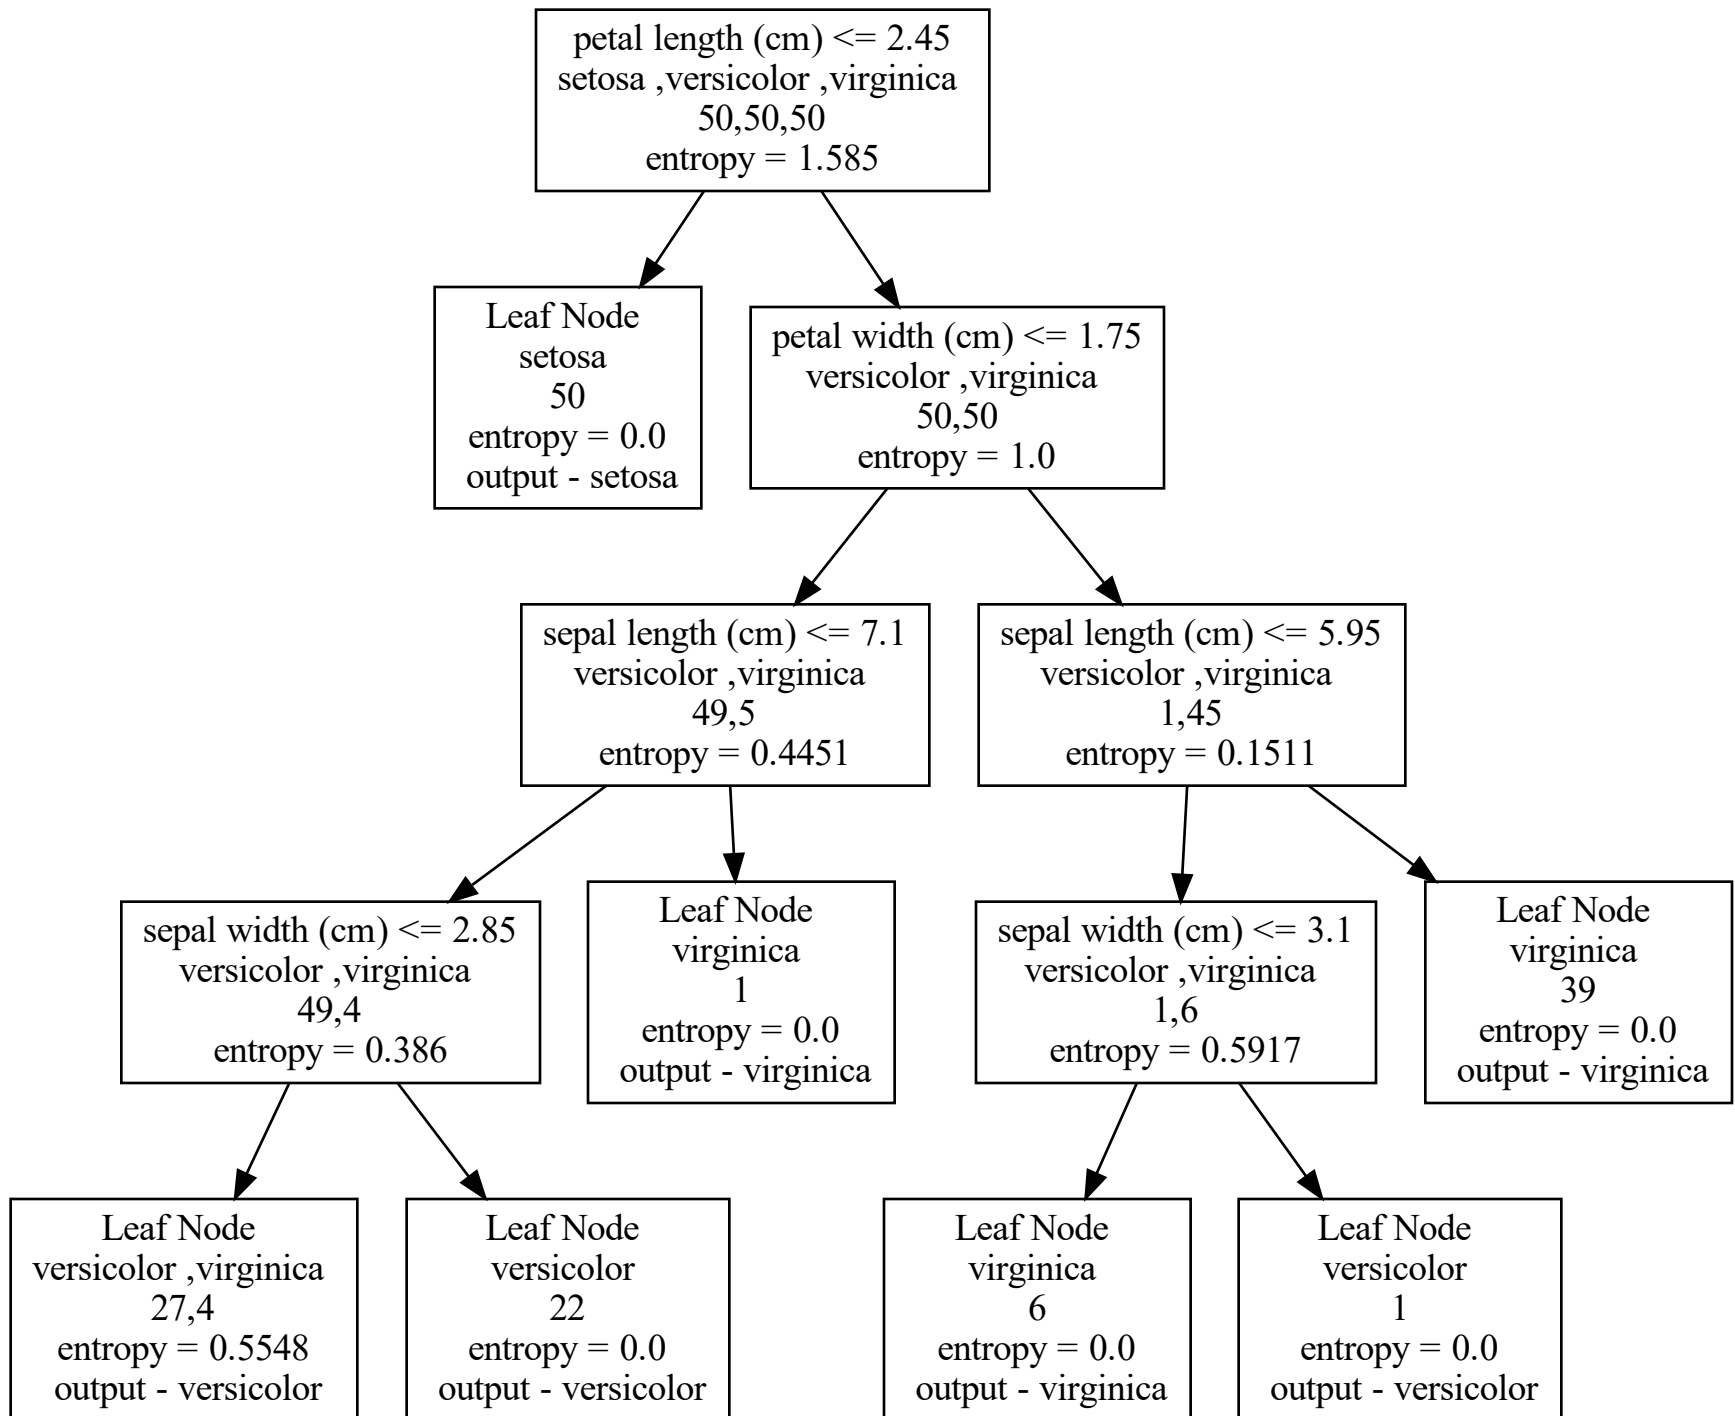 petal length (cm) <= 2.45
setosa ,versicolor ,virginica
50,50,50
entropy = 1.585
Leaf Node
setosa
50
entropy = 0.0
output - setosa
petal width (cm) <= 1.75
versicolor ,virginica
50,50
entropy = 1.0
sepal length (cm) <= 7.1
versicolor ,virginica
49,5
entropy = 0.4451
sepal length (cm) <= 5.95
versicolor ,virginica
1,45
entropy = 0.1511
sepal width (cm) <= 2.85
versicolor ,virginica
49,4
entropy = 0.386
Leaf Node
virginica
1
entropy = 0.0
output - virginica
sepal width (cm) <= 3.1
versicolor ,virginica
1,6
entropy = 0.5917
Leaf Node
virginica
39
entropy = 0.0
output - virginica
Leaf Node
versicolor ,virginica
27,4
entropy = 0.5548
output - versicolor
Leaf Node
versicolor
22
entropy = 0.0
output - versicolor
Leaf Node
virginica
6
entropy = 0.0
output - virginica
Leaf Node
versicolor
1
entropy = 0.0
output - versicolor